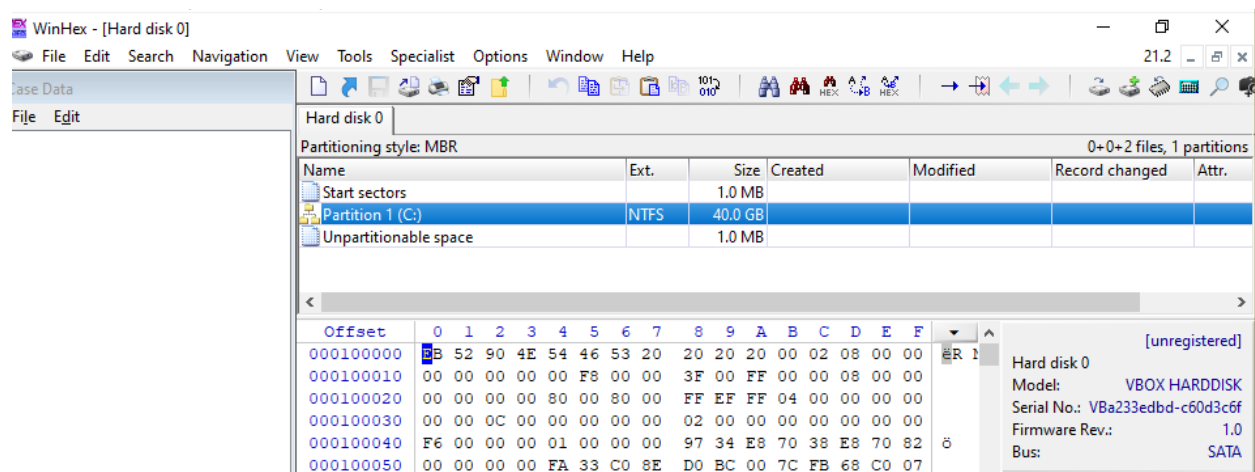 WinHex - [Hard disk 0]
File Edit Search Navigation View Tools Specialist Options Window Help 21.2
Case Data
File Edit
Hard disk 0
Partitioning style: MBR 0+0+2 files, 1 partitions
Name Ext. Size Created Modified Record changed Attr.
Start sectors 1.0 MB
Partition 1 (C:) NTFS 40.0 GB
Unpartitionable space 1.0 MB
Offset 0 1 2 3 4 5 6 7 8 9 A B C D E F
000100000 EB 52 90 4E 54 46 53 20 20 20 20 00 02 08 00 00 ëR
000100010 00 00 00 00 00 F8 00 00 3F 00 FF 00 00 08 00 00
000100020 00 00 00 00 80 00 80 00 FF EF FF 04 00 00 00 00
000100030 00 00 0C 00 00 00 00 00 02 00 00 00 00 00 00 00
000100040 F6 00 00 00 01 00 00 00 97 34 E8 70 38 E8 70 82 ö
000100050 00 00 00 00 FA 33 C0 8E D0 BC 00 7C FB 68 C0 07
[unregistered]
Hard disk 0
Model: VBOX HARDDISK
Serial No.: VBa233edbd-c60d3c6f
Firmware Rev.: 1.0
Bus: SATA